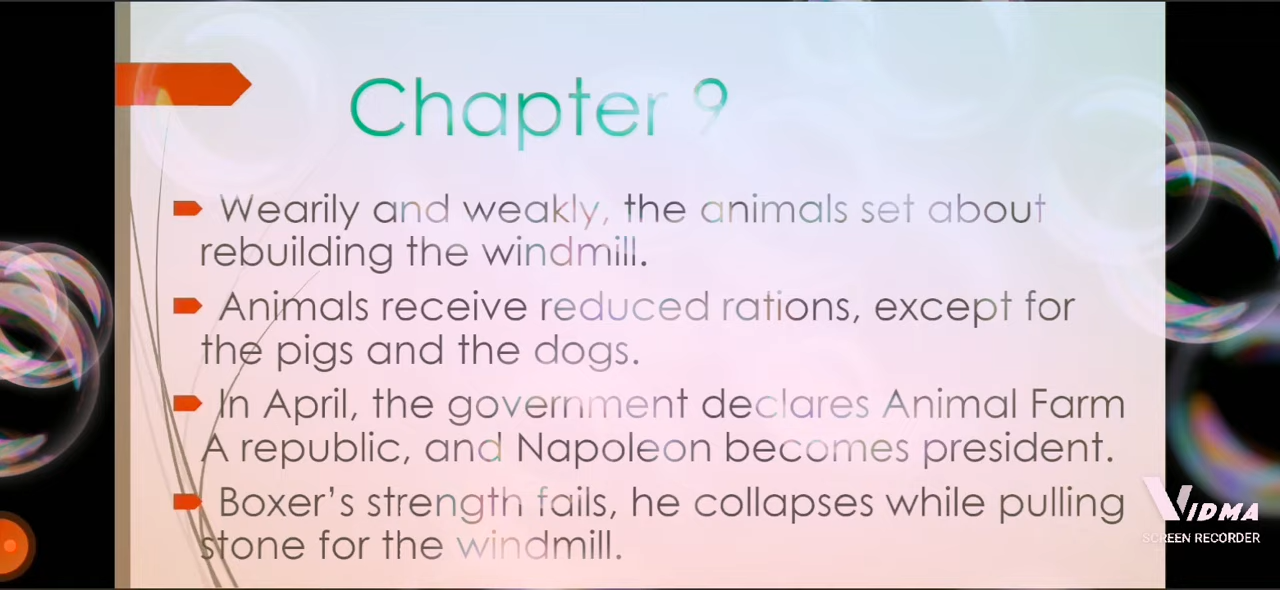 Chapter 9
Wearily and weakly, the animals set about
rebuilding the windmill.
Animals receive reduced rations, except for
the pigs and the dogs.
In April, the government declares Animal Farm
A republic, and Napoleon becomes president.
Boxer's strength fails, he collapses while pulling
stone for the windmill.
VIDMA
SCREEN RECORDER